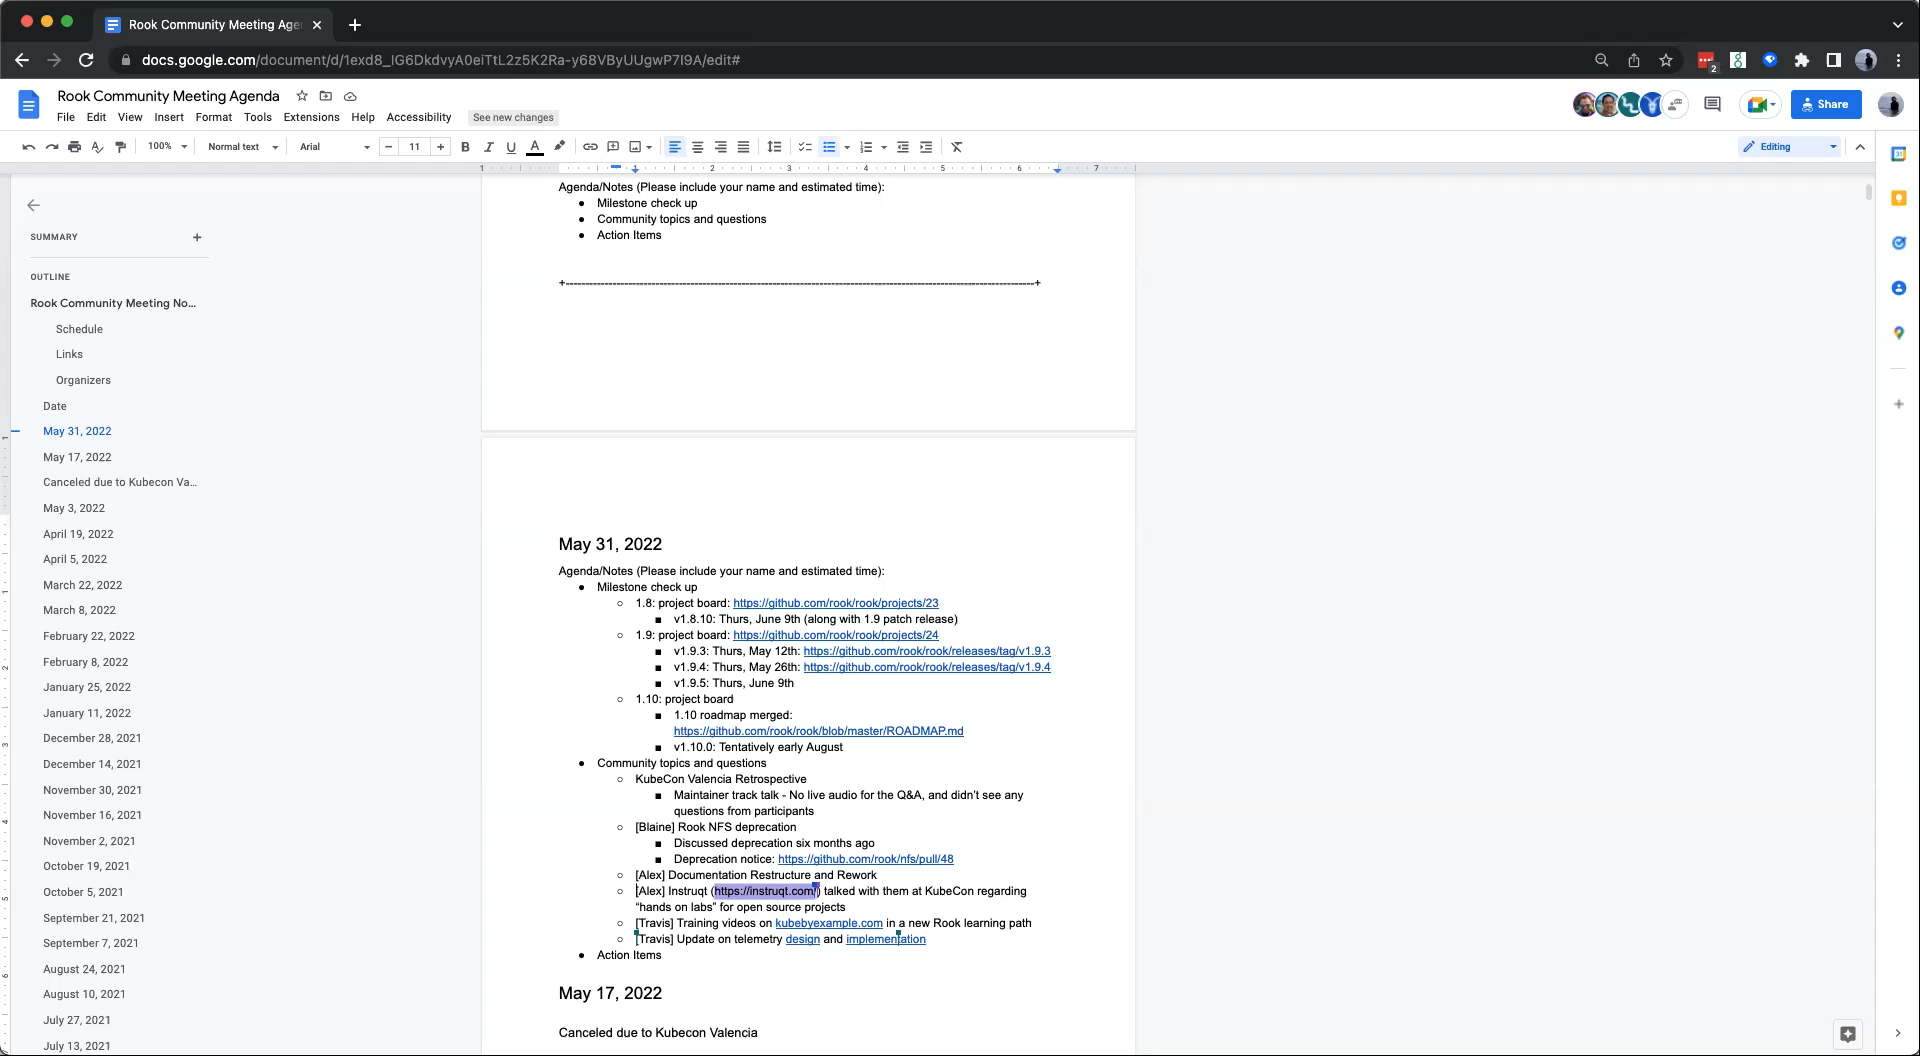 Rook Community Meeting Age
docs.google.com/document/d/1exd8_IG6DkdvyA0eiTtL2z5K2Ra-y68VByUUgwP7I9A/edit#
2
Rook Community Meeting Agenda
File Edit View Insert Format Tools Extensions Help Accessibility See new changes
Share
100% Normal text Arial 11 Editing
1 1 2 3 4 5 6 7
SUMMARY
OUTLINE
Rook Community Meeting No...
Schedule
Links
Organizers
Date
May 31, 2022
May 17, 2022
Canceled due to Kubecon Va...
May 3, 2022
April 19, 2022
April 5, 2022
March 22, 2022
March 8, 2022
February 22, 2022
February 8, 2022
January 25, 2022
January 11, 2022
December 28, 2021
December 14, 2021
November 30, 2021
November 16, 2021
November 2, 2021
October 19, 2021
October 5, 2021
September 21, 2021
September 7, 2021
August 24, 2021
August 10, 2021
July 27, 2021
July 13, 2021
Agenda/Notes (Please include your name and estimated time):
Milestone check up
Community topics and questions
Action Items
May 31, 2022
Agenda/Notes (Please include your name and estimated time):
Milestone check up
1.8: project board: https://github.com/rook/rook/projects/23
v1.8.10: Thurs, June 9th (along with 1.9 patch release)
1.9: project board: https://github.com/rook/rook/projects/24
v1.9.3: Thurs, May 12th: https://github.com/rook/rook/releases/tag/v1.9.3
v1.9.4: Thurs, May 26th: https://github.com/rook/rook/releases/tag/v1.9.4
v1.9.5: Thurs, June 9th
1.10: project board
1.10 roadmap merged:
https://github.com/rook/rook/blob/master/ROADMAP.md
v1.10.0: Tentatively early August
Community topics and questions
KubeCon Valencia Retrospective
Maintainer track talk - No live audio for the Q&A, and didn't see any
questions from participants
[Blaine] Rook NFS deprecation
Discussed deprecation six months ago
Deprecation notice: https://github.com/rook/nfs/pull/48
[Alex] Documentation Restructure and Rework
[Alex] Instruqt (https://instruqt.com/) talked with them at KubeCon regarding
“hands on labs” for open source projects
[Travis] Training videos on kubebyexample.com in a new Rook learning path
[Travis] Update on telemetry design and implementation
Action Items
May 17, 2022
Canceled due to Kubecon Valencia